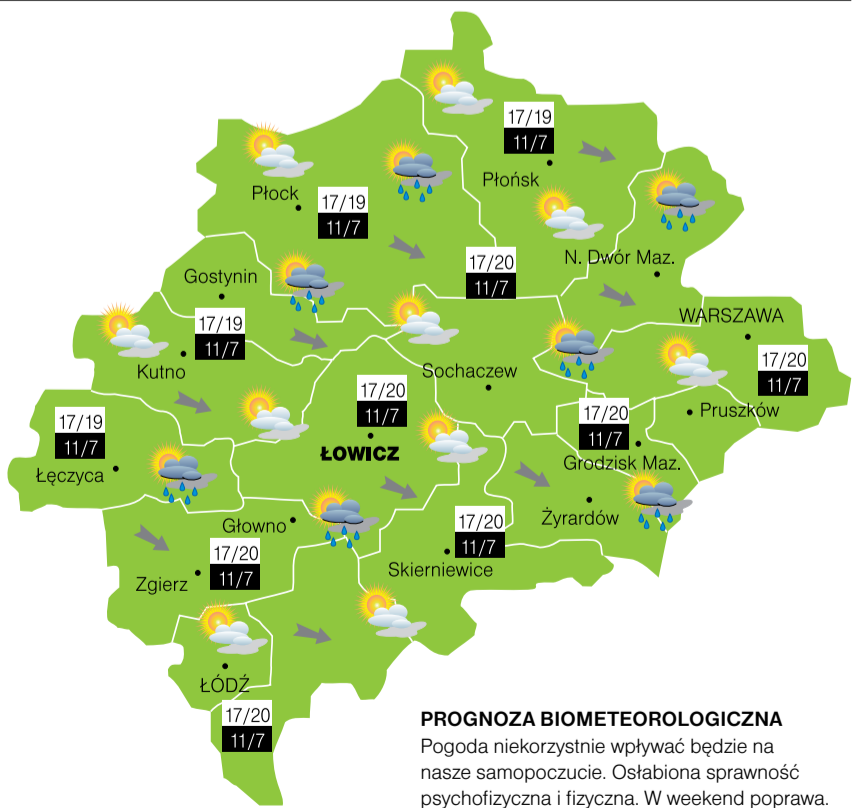 17/19
11/7
Płońsk
Płock
17/19
11/7
17/20
11/7
N. Dwór Maz.
Gostynin
17/19
11/7
Kutno
WARSZAWA
17/20
11/7
Sochaczew
17/20
11/7
ŁOWICZ
17/20
11/7
Pruszków
Grodzisk Maz.
17/19
11/7
Łęczyca
Głowno
Żyrardów
17/20
11/7
Skierniewice
17/20
11/7
Zgierz
ŁÓDŹ
17/20
11/7
PROGNOZA BIOMETEOROLOGICZNA
Pogoda niekorzystnie wpływać będzie na
nasze samopoczucie. Osłabiona sprawność
psychofizyczna i fizyczna. W weekend poprawa.